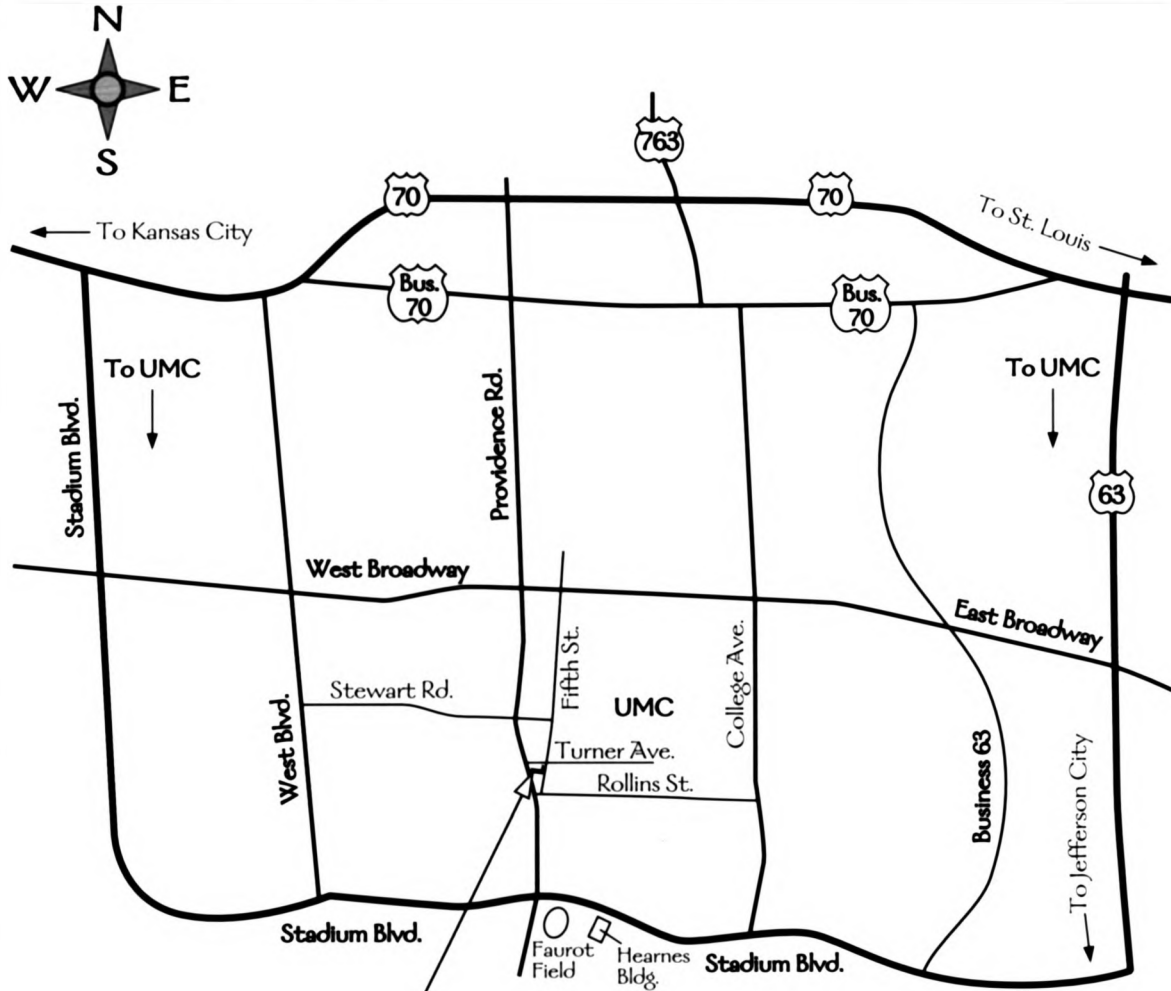 N
W
E
S
763
70
70
To Kansas City
To St. Louis
Bus.
70
Bus.
70
To UMC
To UMC
Stadium Blvd.
Providence Rd.
63
West Broadway
East Broadway
Fifth St.
College Ave.
Stewart Rd.
UMC
West Blvd.
Turner Ave.
Rollins St.
Business 63
To Jefferson City
Stadium Blvd.
Faurot
Field
Hearnes
Bldg.
Stadium Blvd.